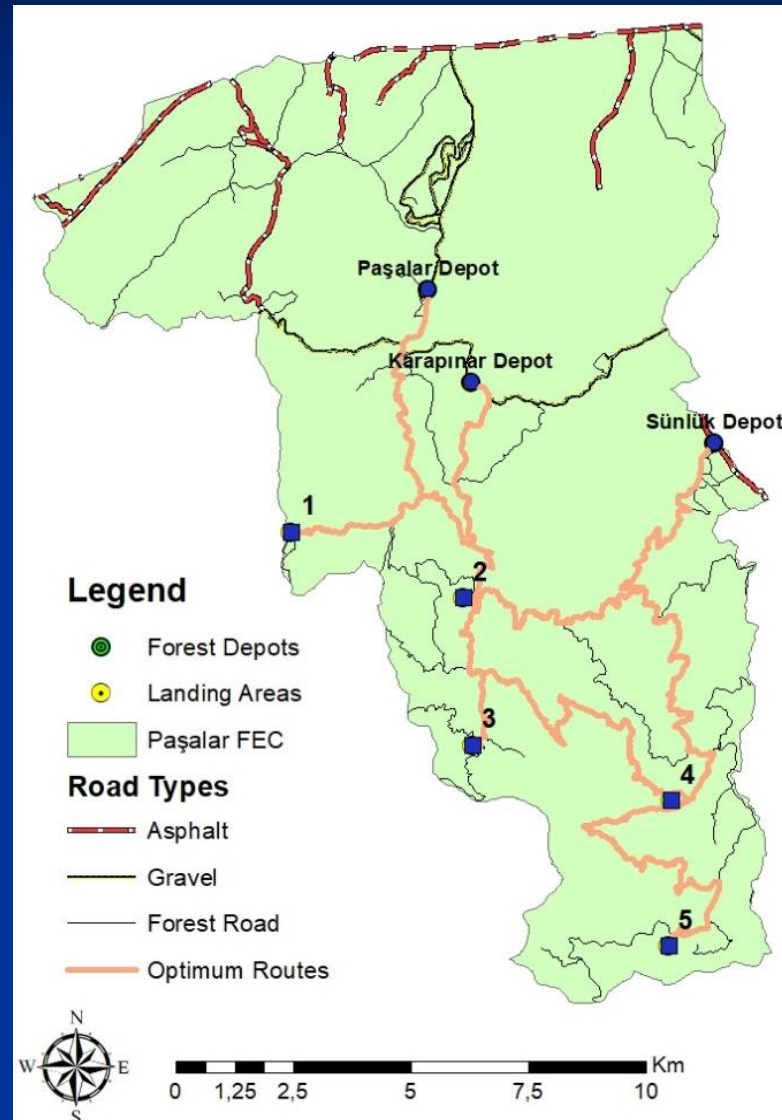 Paşalar Depot
Karapınar Depot
Sünlük Depot
1
2
3
4
5
Legend
Forest Depots
Landing Areas
Paşalar FEC
Road Types
Asphalt
Gravel
Forest Road
Optimum Routes
N
W E
S
Km
0 1,25 2,5 5 7,5 10